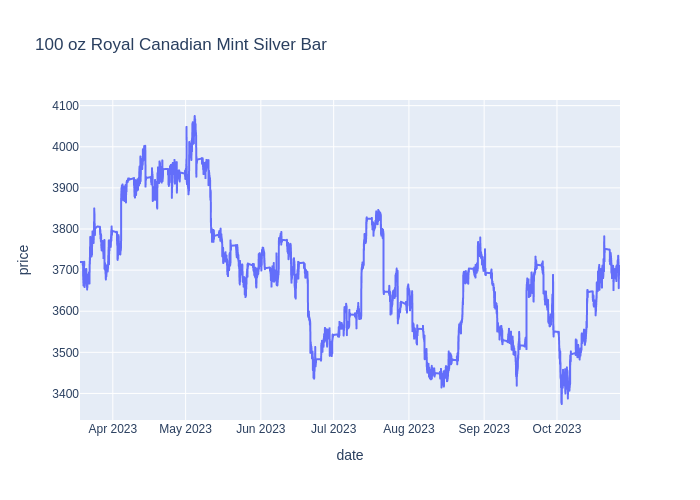 100 oz Royal Canadian Mint Silver Bar
4100
4000
3900
3800
3700
3600
3500
3400
price
Apr 2023 May 2023 Jun 2023 Jul 2023 Aug 2023 Sep 2023 Oct 2023
date